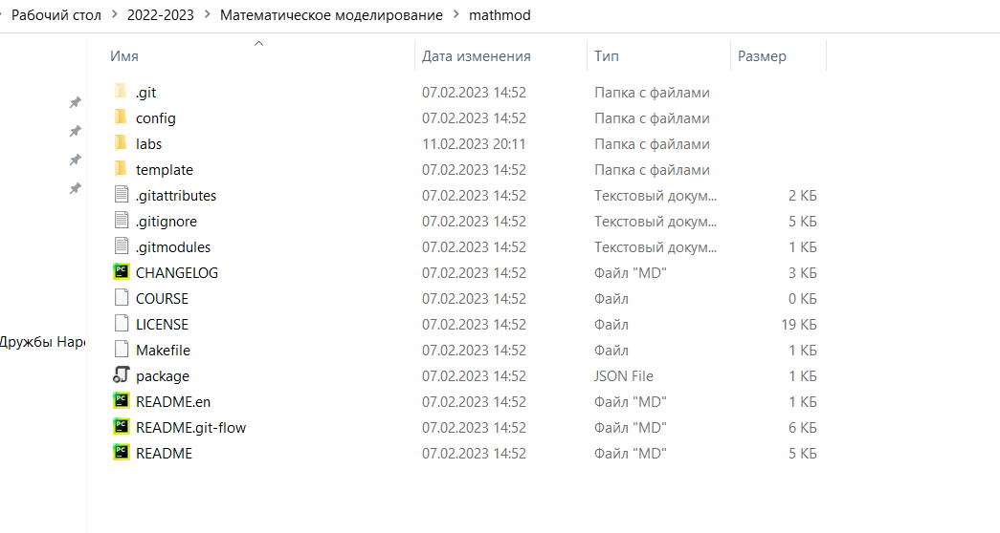 Рабочий стол > 2022-2023 > Математическое моделирование > mathmod
Имя Дата изменения Тип Размер
.git 07.02.2023 14:52 Папка с файлами
config 07.02.2023 14:52 Папка с файлами
labs 11.02.2023 20:11 Папка с файлами
template 07.02.2023 14:52 Папка с файлами
.gitattributes 07.02.2023 14:52 Текстовый докум... 2 КБ
.gitignore 07.02.2023 14:52 Текстовый докум... 5 КБ
.gitmodules 07.02.2023 14:52 Текстовый докум... 1 КБ
CHANGELOG 07.02.2023 14:52 Файл "MD" 3 КБ
COURSE 07.02.2023 14:52 Файл 0 КБ
LICENSE 07.02.2023 14:52 Файл 19 КБ
Дружбы Наро
Makefile 07.02.2023 14:52 Файл 1 КБ
package 07.02.2023 14:52 JSON File 1 КБ
README.en 07.02.2023 14:52 Файл "MD" 1 КБ
README.git-flow 07.02.2023 14:52 Файл "MD" 6 КБ
README 07.02.2023 14:52 Файл "MD" 5 КБ